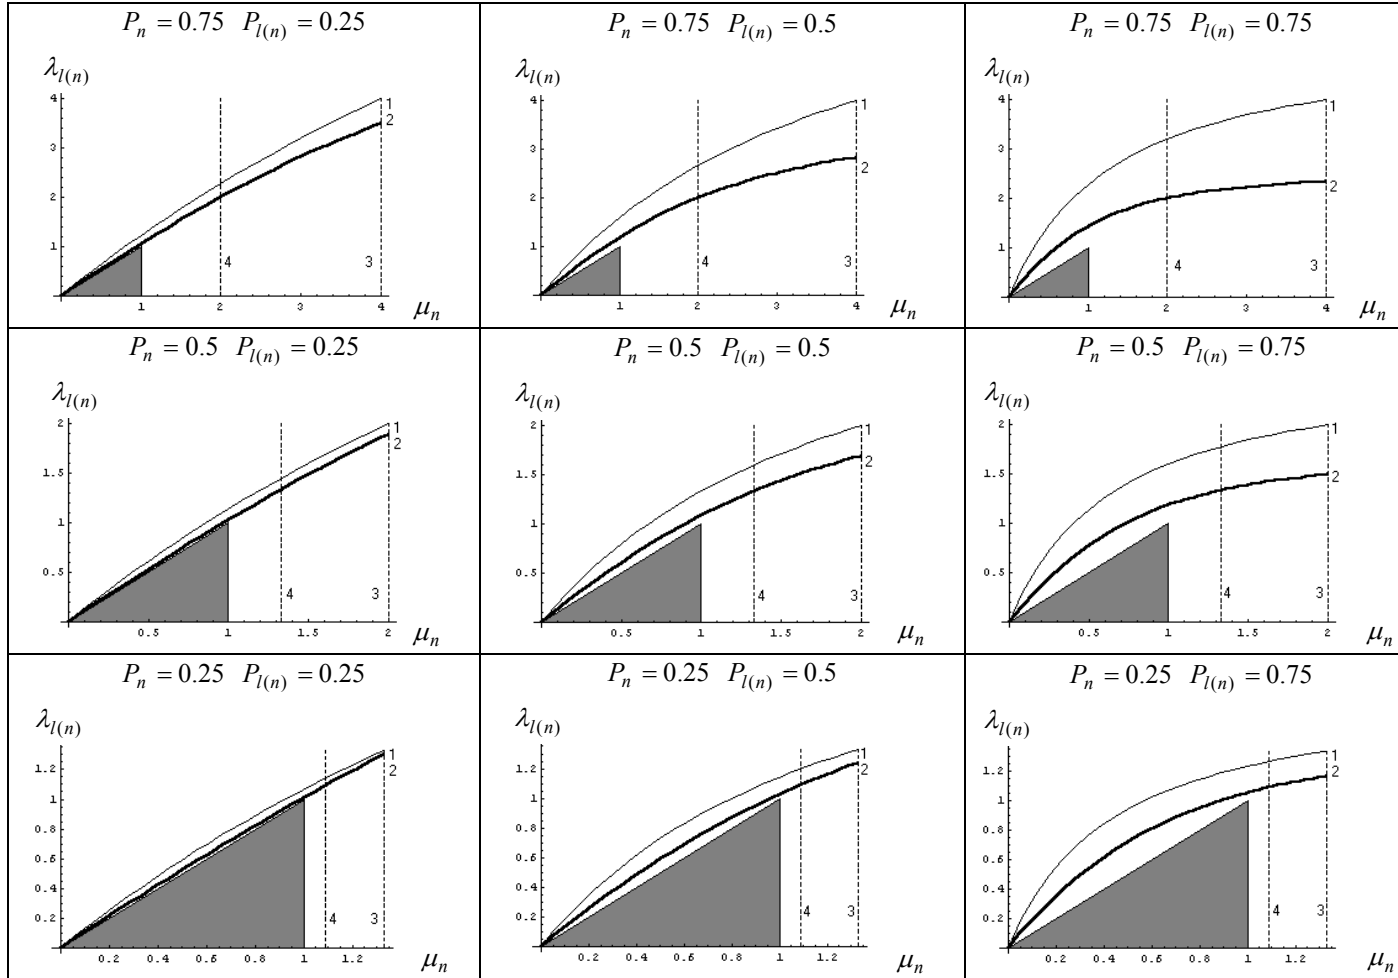 P_n = 0.75 P_{l(n)} = 0.25
λ_{l(n)}
4
3
2
1
1 2 3 4
1
2
3
4
μ_n
P_n = 0.75 P_{l(n)} = 0.5
λ_{l(n)}
4
3
2
1
1 2 3 4
1
2
3
4
μ_n
P_n = 0.75 P_{l(n)} = 0.75
λ_{l(n)}
4
3
2
1
1 2 3 4
1
2
3
4
μ_n
P_n = 0.5 P_{l(n)} = 0.25
λ_{l(n)}
2
1.5
1
0.5
0.5 1 1.5 2
1
2
3
4
μ_n
P_n = 0.5 P_{l(n)} = 0.5
λ_{l(n)}
2
1.5
1
0.5
0.5 1 1.5 2
1
2
3
4
μ_n
P_n = 0.5 P_{l(n)} = 0.75
λ_{l(n)}
2
1.5
1
0.5
0.5 1 1.5 2
1
2
3
4
μ_n
P_n = 0.25 P_{l(n)} = 0.25
λ_{l(n)}
1.2
1
0.8
0.6
0.4
0.2
0.2 0.4 0.6 0.8 1 1.2
1
2
4 3
μ_n
P_n = 0.25 P_{l(n)} = 0.5
λ_{l(n)}
1.2
1
0.8
0.6
0.4
0.2
0.2 0.4 0.6 0.8 1 1.2
1
2
4 3
μ_n
P_n = 0.25 P_{l(n)} = 0.75
λ_{l(n)}
1.2
1
0.8
0.6
0.4
0.2
0.2 0.4 0.6 0.8 1 1.2
1
2
4 3
μ_n